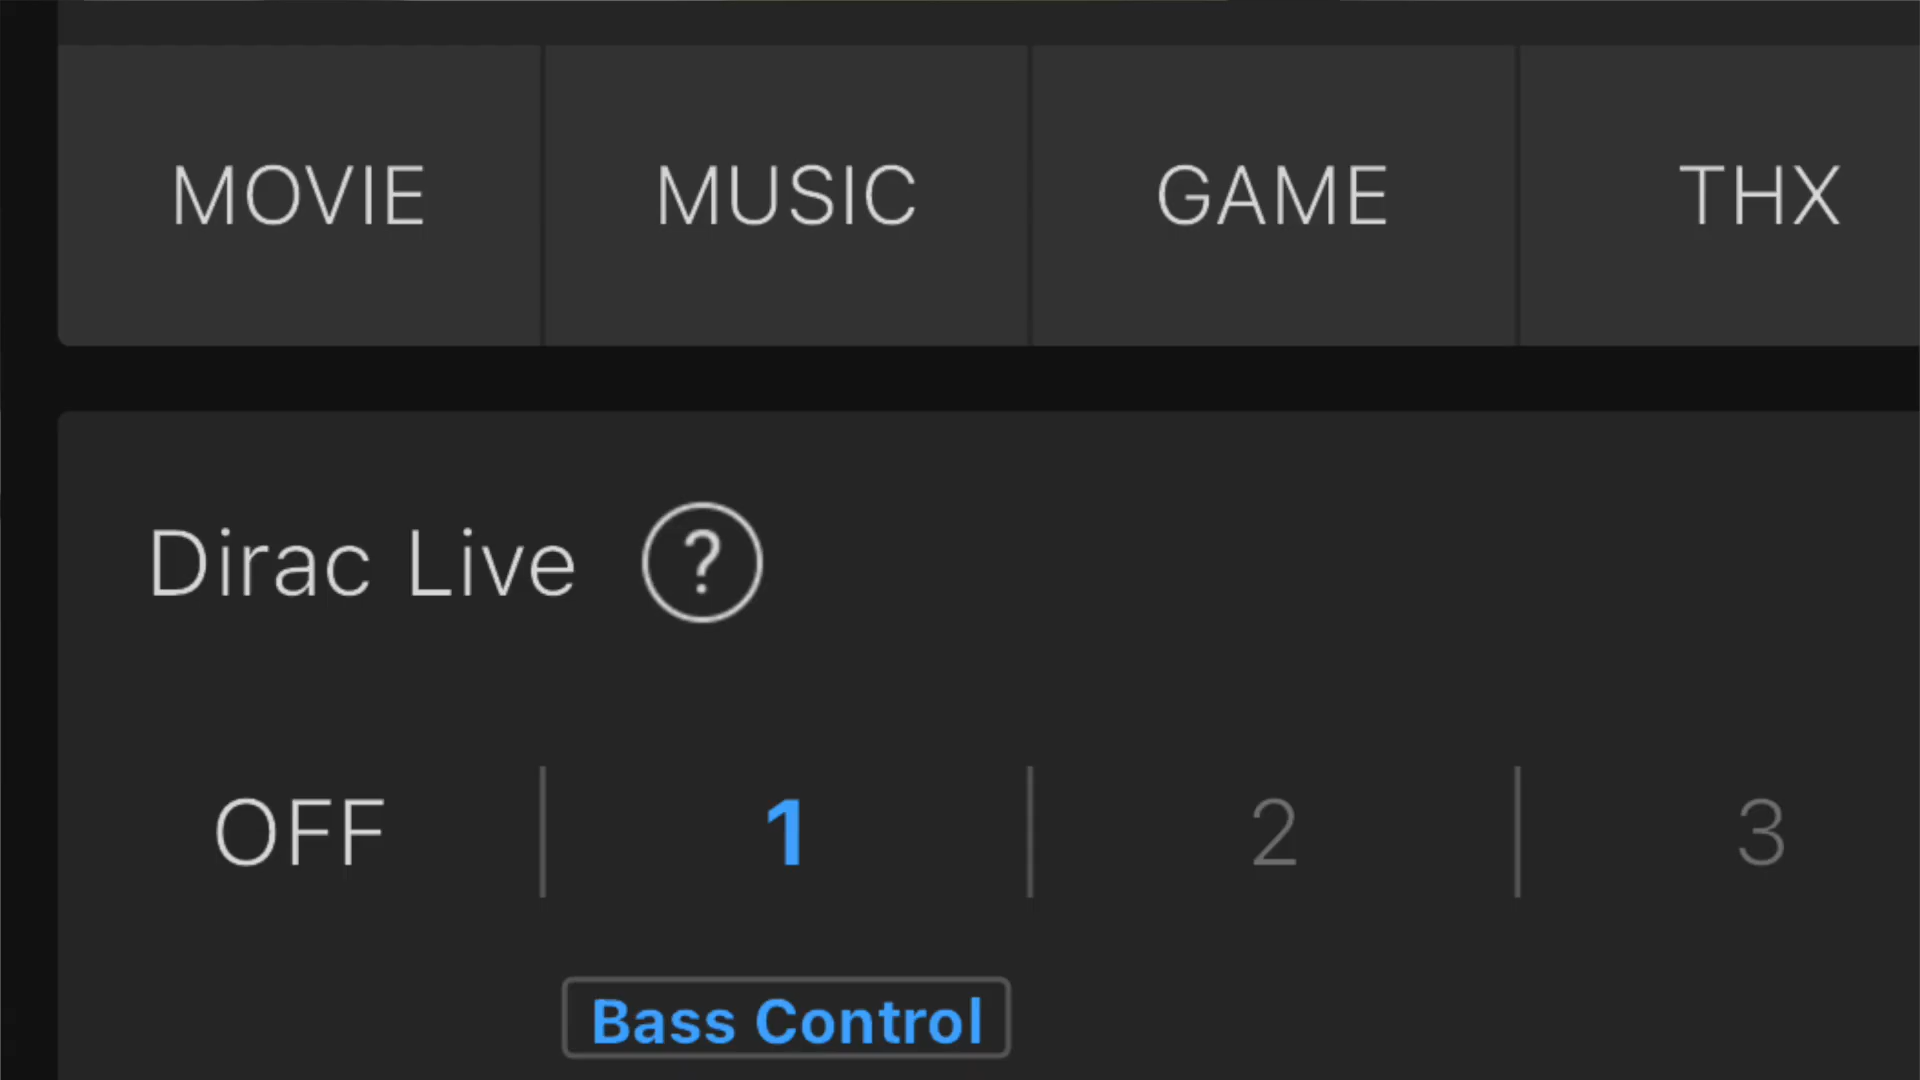 MOVIE MUSIC GAME THX
Dirac Live ?
OFF 1 2 3
Bass Control